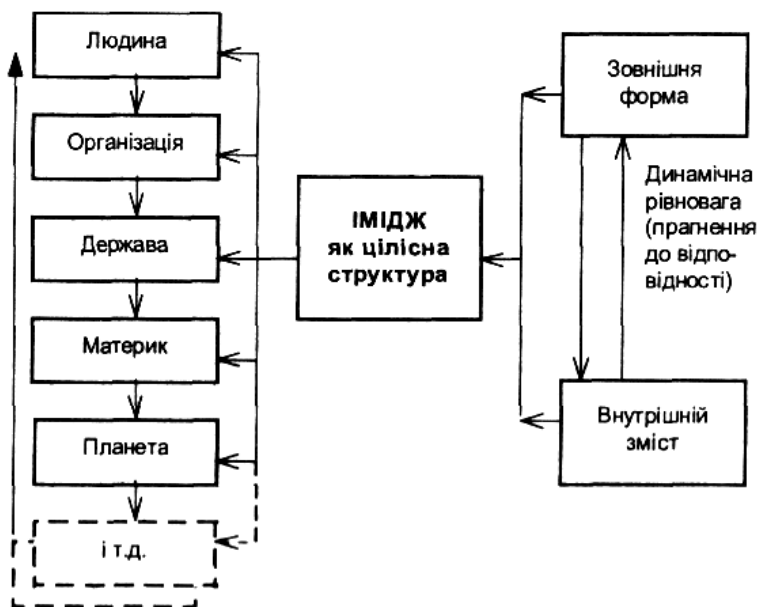 Людина
Організація
Держава
Материк
Планета
і т.д.
ІМІДЖ
як цілісна
структура
Зовнішня
форма
Динамічна
рівновага
(прагнення
до відпо-
відності)
Внутрішній
зміст